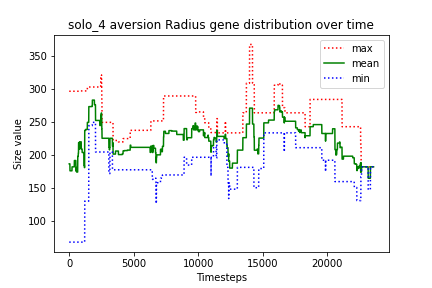 solo_4 aversion Radius gene distribution over time
max
mean
min
350
300
250
200
150
100
Size value
0
5000
10000
15000
20000
Timesteps